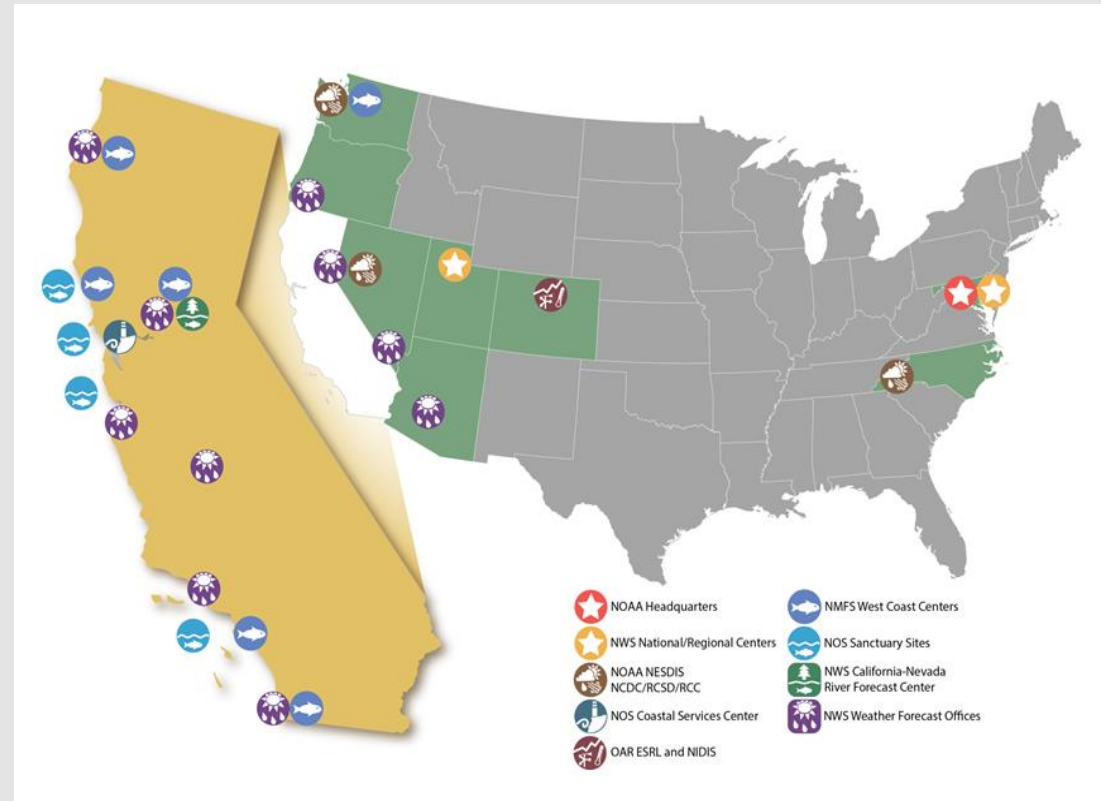 NOAA Headquarters
NWS National/Regional Centers
NOAA NESDIS
NCDC/RCSD/RCC
NOS Coastal Services Center
OAR ESRL and NIDIS
NMFS West Coast Centers
NOS Sanctuary Sites
NWS California-Nevada
River Forecast Center
NWS Weather Forecast Offices